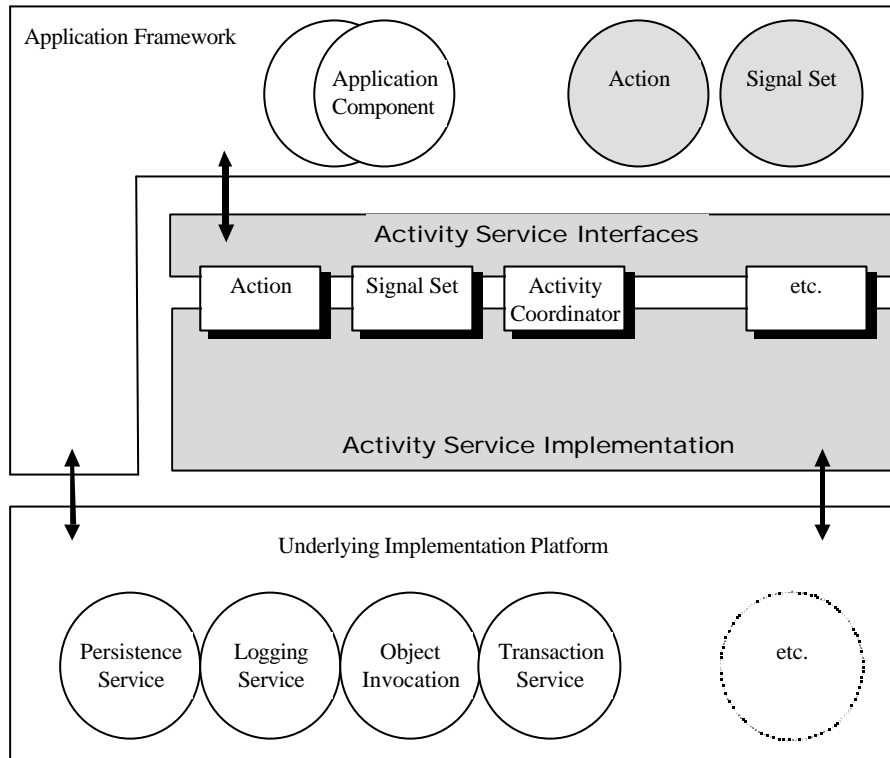 Application Framework
Application
Component
Action
Signal Set
Activity Service Interfaces
Action
Signal Set
Activity
Coordinator
etc.
Activity Service Implementation
Underlying Implementation Platform
Persistence
Service
Logging
Service
Object
Invocation
Transaction
Service
etc.